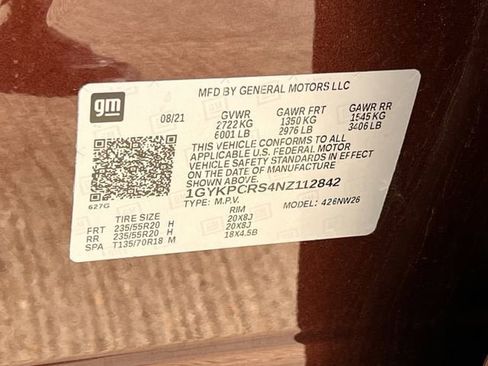 gm
MFD BY GENERAL MOTORS LLC
08/21 GVWR GAWR FRT GAWR RR
2722 KG 1350 KG 1545 KG
6001 LB 2976 LB 3406 LB
THIS VEHICLE CONFORMS TO ALL
APPLICABLE U.S. FEDERAL MOTOR
VEHICLE SAFETY STANDARDS IN EFFECT
ON THE DATE OF MANUFACTURE
SHOWN ABOVE.
1GYKPCRS4NZ112842
627G
TYPE: M.P.V. MODEL: 426NW26
TIRE SIZE RIM
FRT 235/55R20 H 20X8J
RR 235/55R20 H 20X8J
SPA T135/70R18 M 18X4.5B